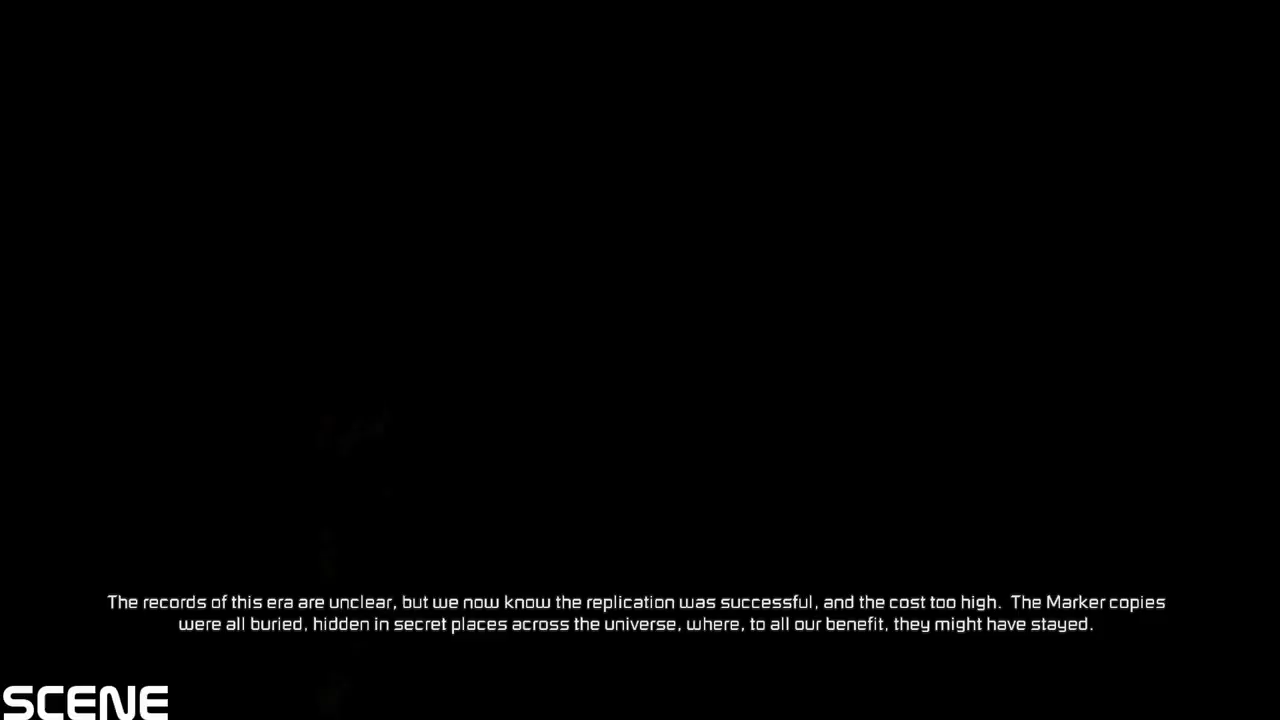 The records of this era are unclear, but we now know the replication was successful, and the cost too high.  The Marker copies
were all buried, hidden in secret places across the universe, where, to all our benefit, they might have stayed.
SCENE